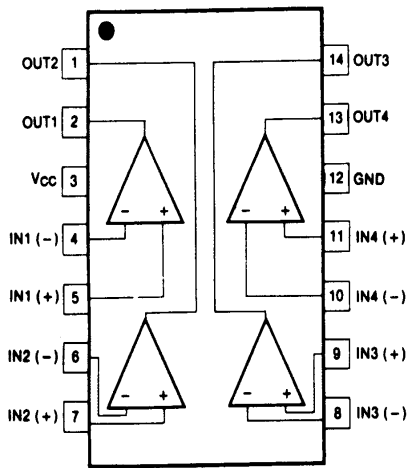 OUT2 1
14 OUT3
OUT1 2
13 OUT4
VCC 3
12 GND
- +
- +
IN1 (-) 4
11 IN4 (+)
IN1 (+) 5
10 IN4 (-)
IN2 (-) 6
9 IN3 (+)
- +
- +
IN2 (+) 7
8 IN3 (-)